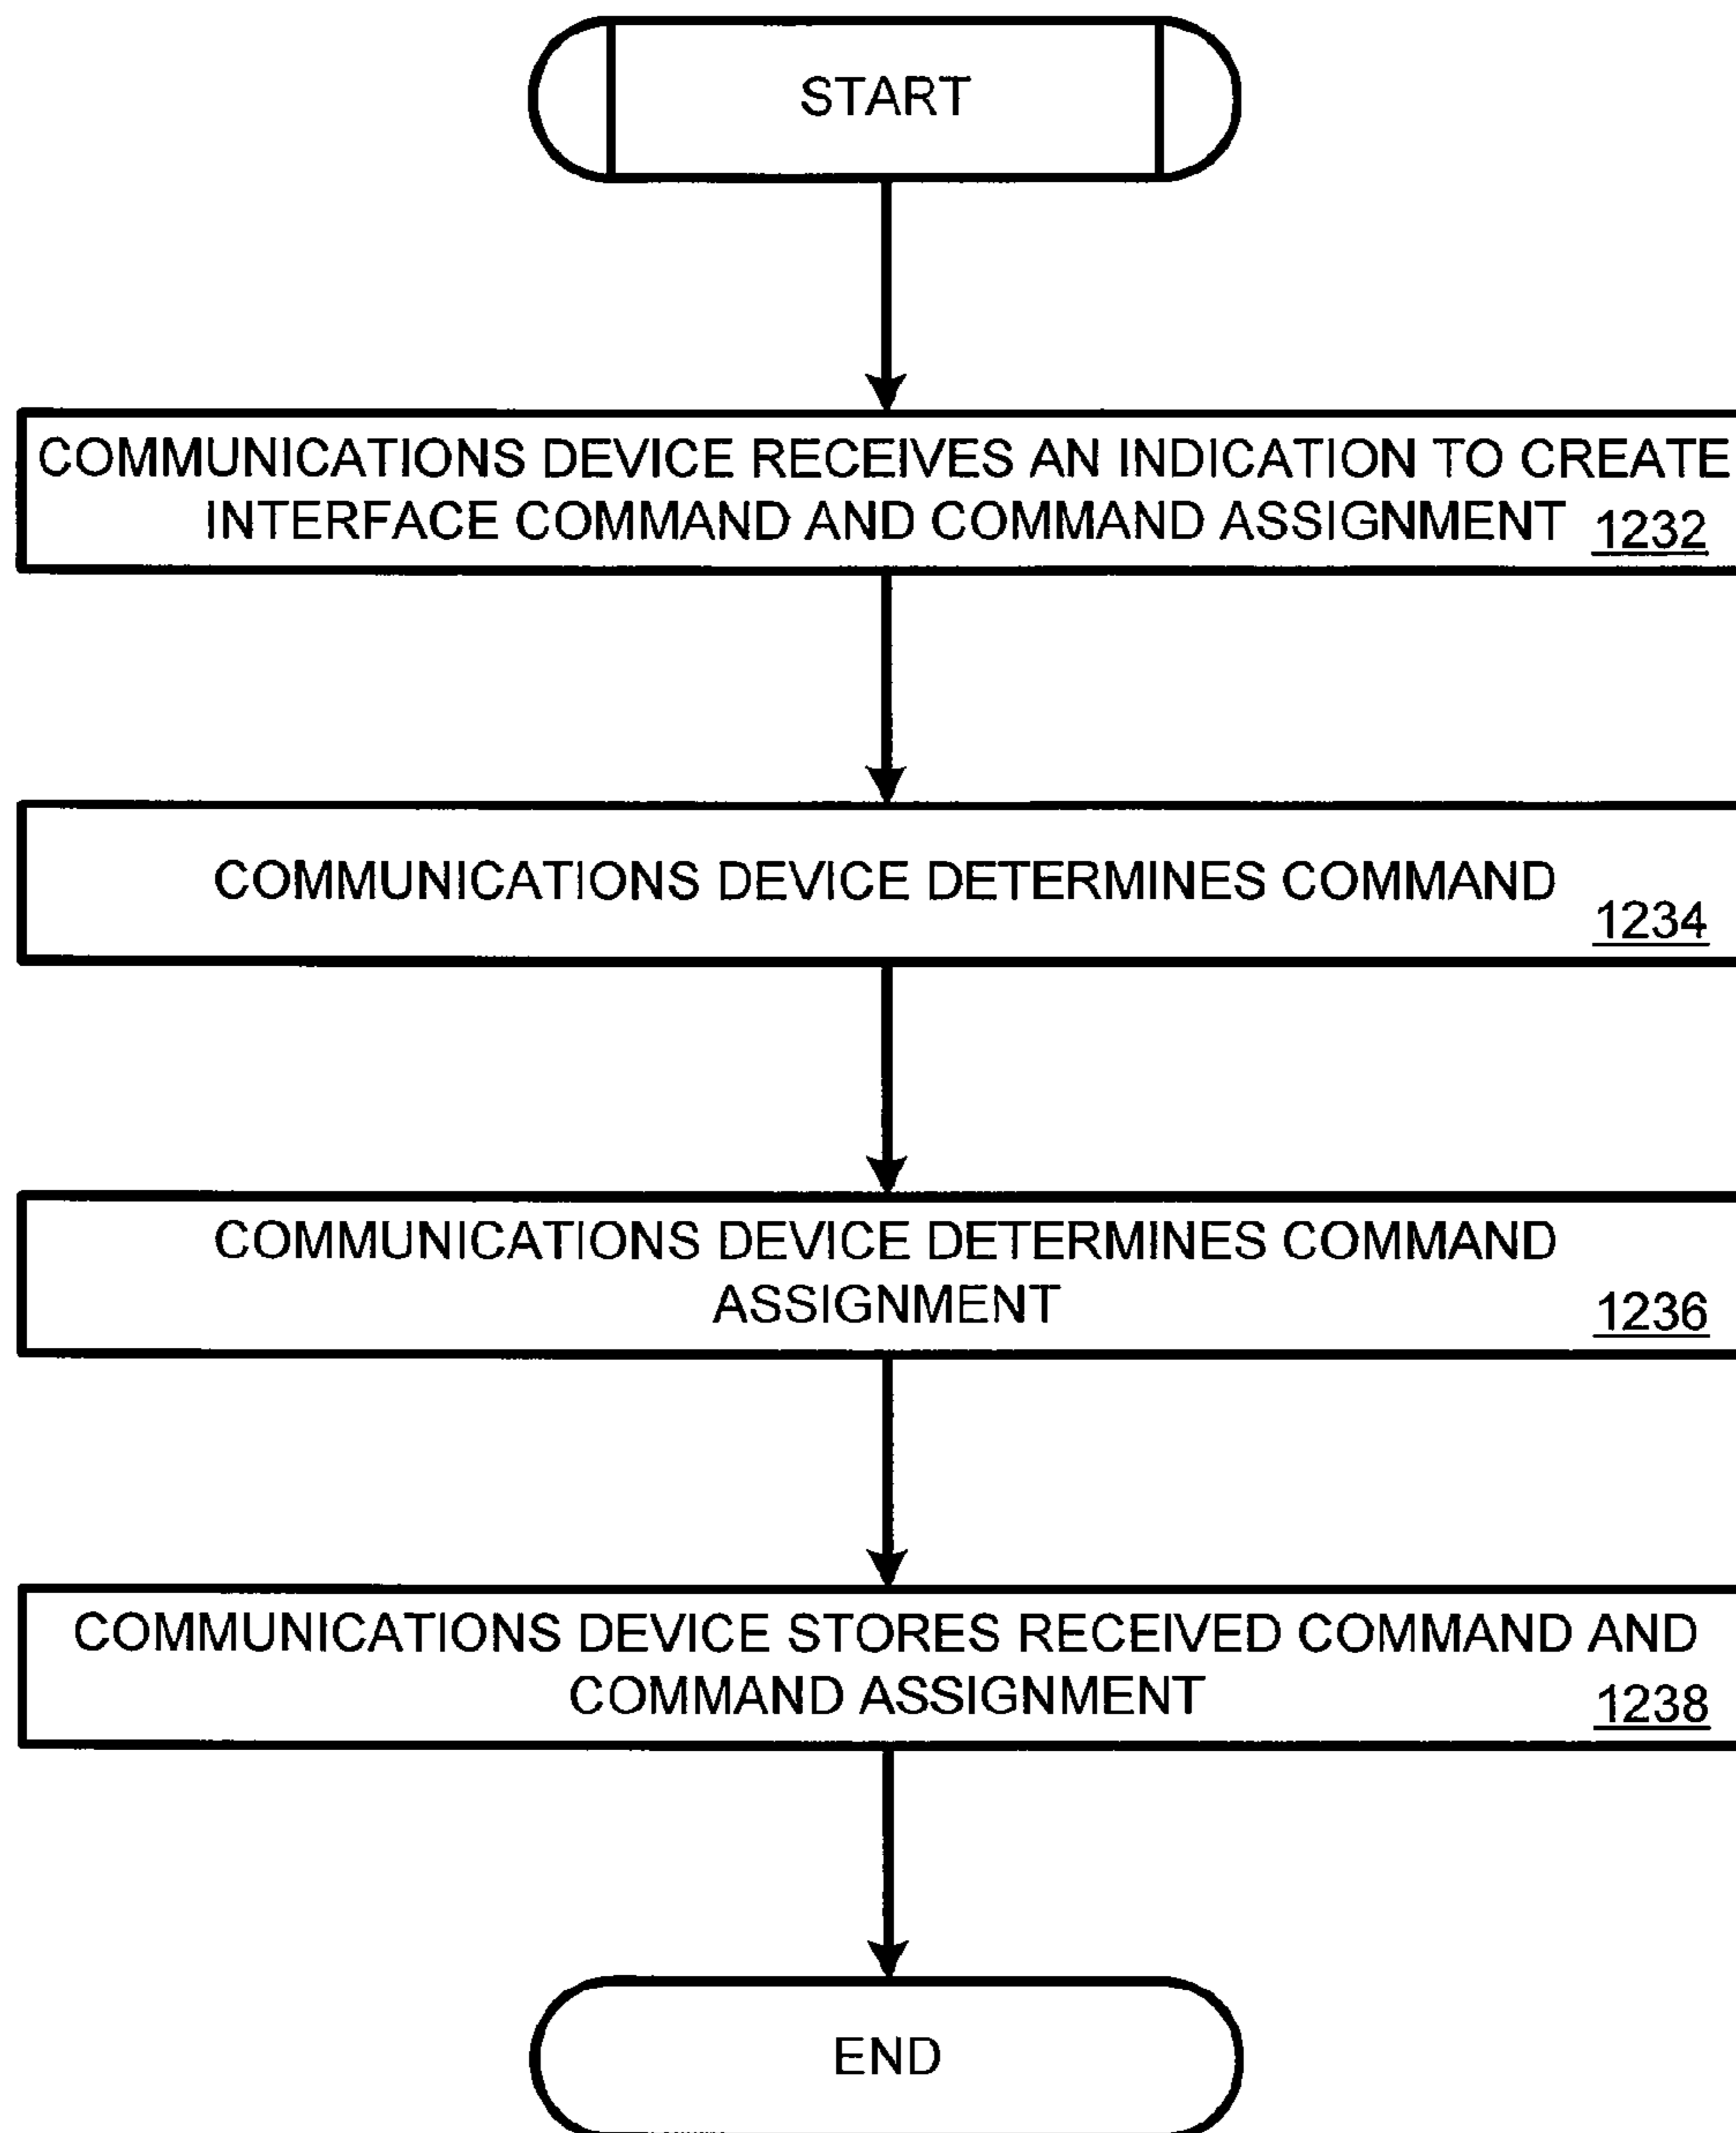 START
COMMUNICATIONS DEVICE RECEIVES AN INDICATION TO CREATE
INTERFACE COMMAND AND COMMAND ASSIGNMENT 1232
COMMUNICATIONS DEVICE DETERMINES COMMAND
1234
COMMUNICATIONS DEVICE DETERMINES COMMAND
ASSIGNMENT 1236
COMMUNICATIONS DEVICE STORES RECEIVED COMMAND AND
COMMAND ASSIGNMENT 1238
END